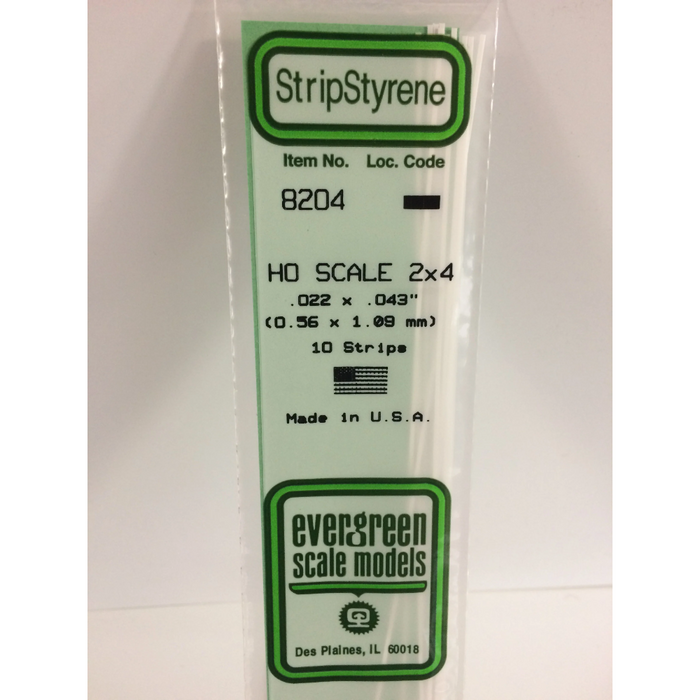 StripStyrene
Item No. Loc. Code
8204
HO SCALE 2x4
.022 x .043"
(0.56 x 1.09 mm)
10 Strips
Made in U.S.A.
evergreen
scale models
Des Plaines, IL 60018